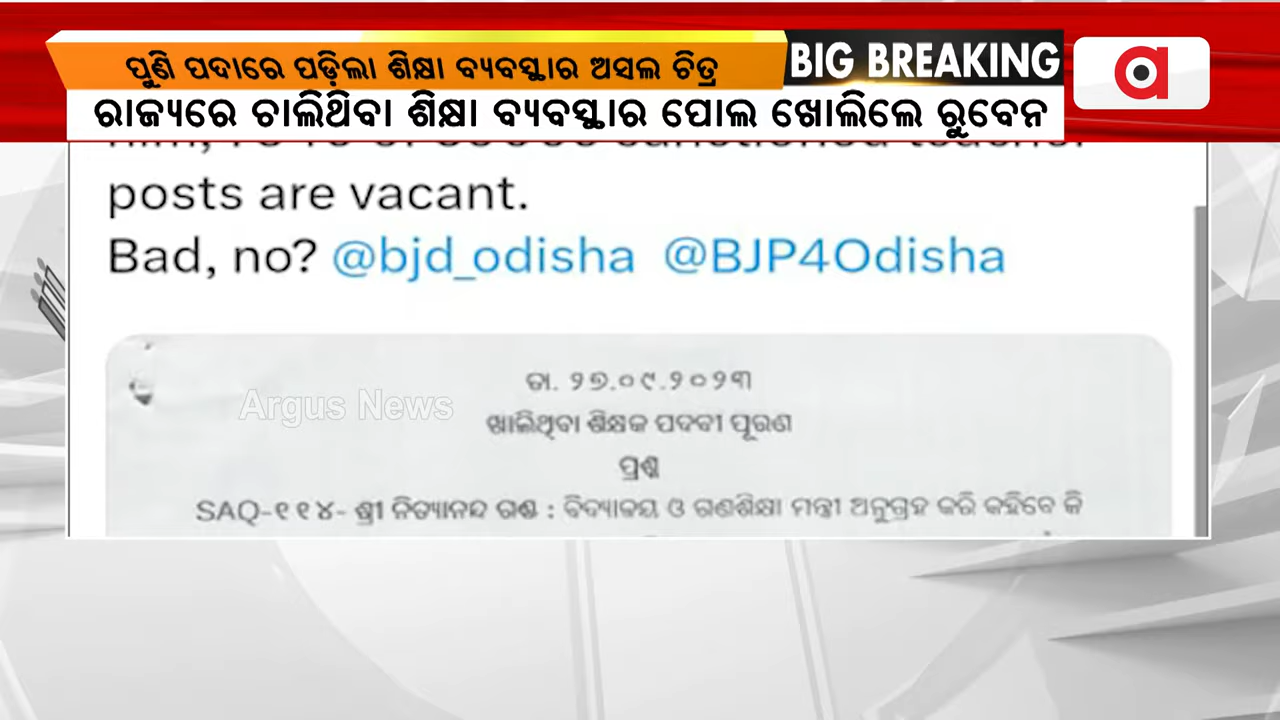 ପୁଣି ପଦାରେ ପଡ଼ିଲା ଶିକ୍ଷା ବ୍ୟବସ୍ଥାର ଅସଲ ଚିତ୍ର
BIG BREAKING
ରାଜ୍ୟରେ ଚାଲିଥିବା ଶିକ୍ଷା ବ୍ୟବସ୍ଥାର ପୋଲ ଖୋଲିଲେ ରୁବେନ
posts are vacant.
Bad, no? @bjd_odisha @BJP4Odisha
ତା. ୨୭.୦୯.୨୦୨୩
Argus News
ଖାଲିଥିବା ଶିକ୍ଷକ ପଦବୀ ପୂରଣ
ପ୍ରଶ୍ନ
SAQ-୧୧୪- ଶ୍ରୀ ନିତ୍ୟାନନ୍ଦ ଗଣ୍ଡ : ବିଦ୍ୟାଳୟ ଓ ଗଣଶିକ୍ଷା ମନ୍ତ୍ରୀ ଅନୁଗ୍ରହ କରି କହିବେ କି